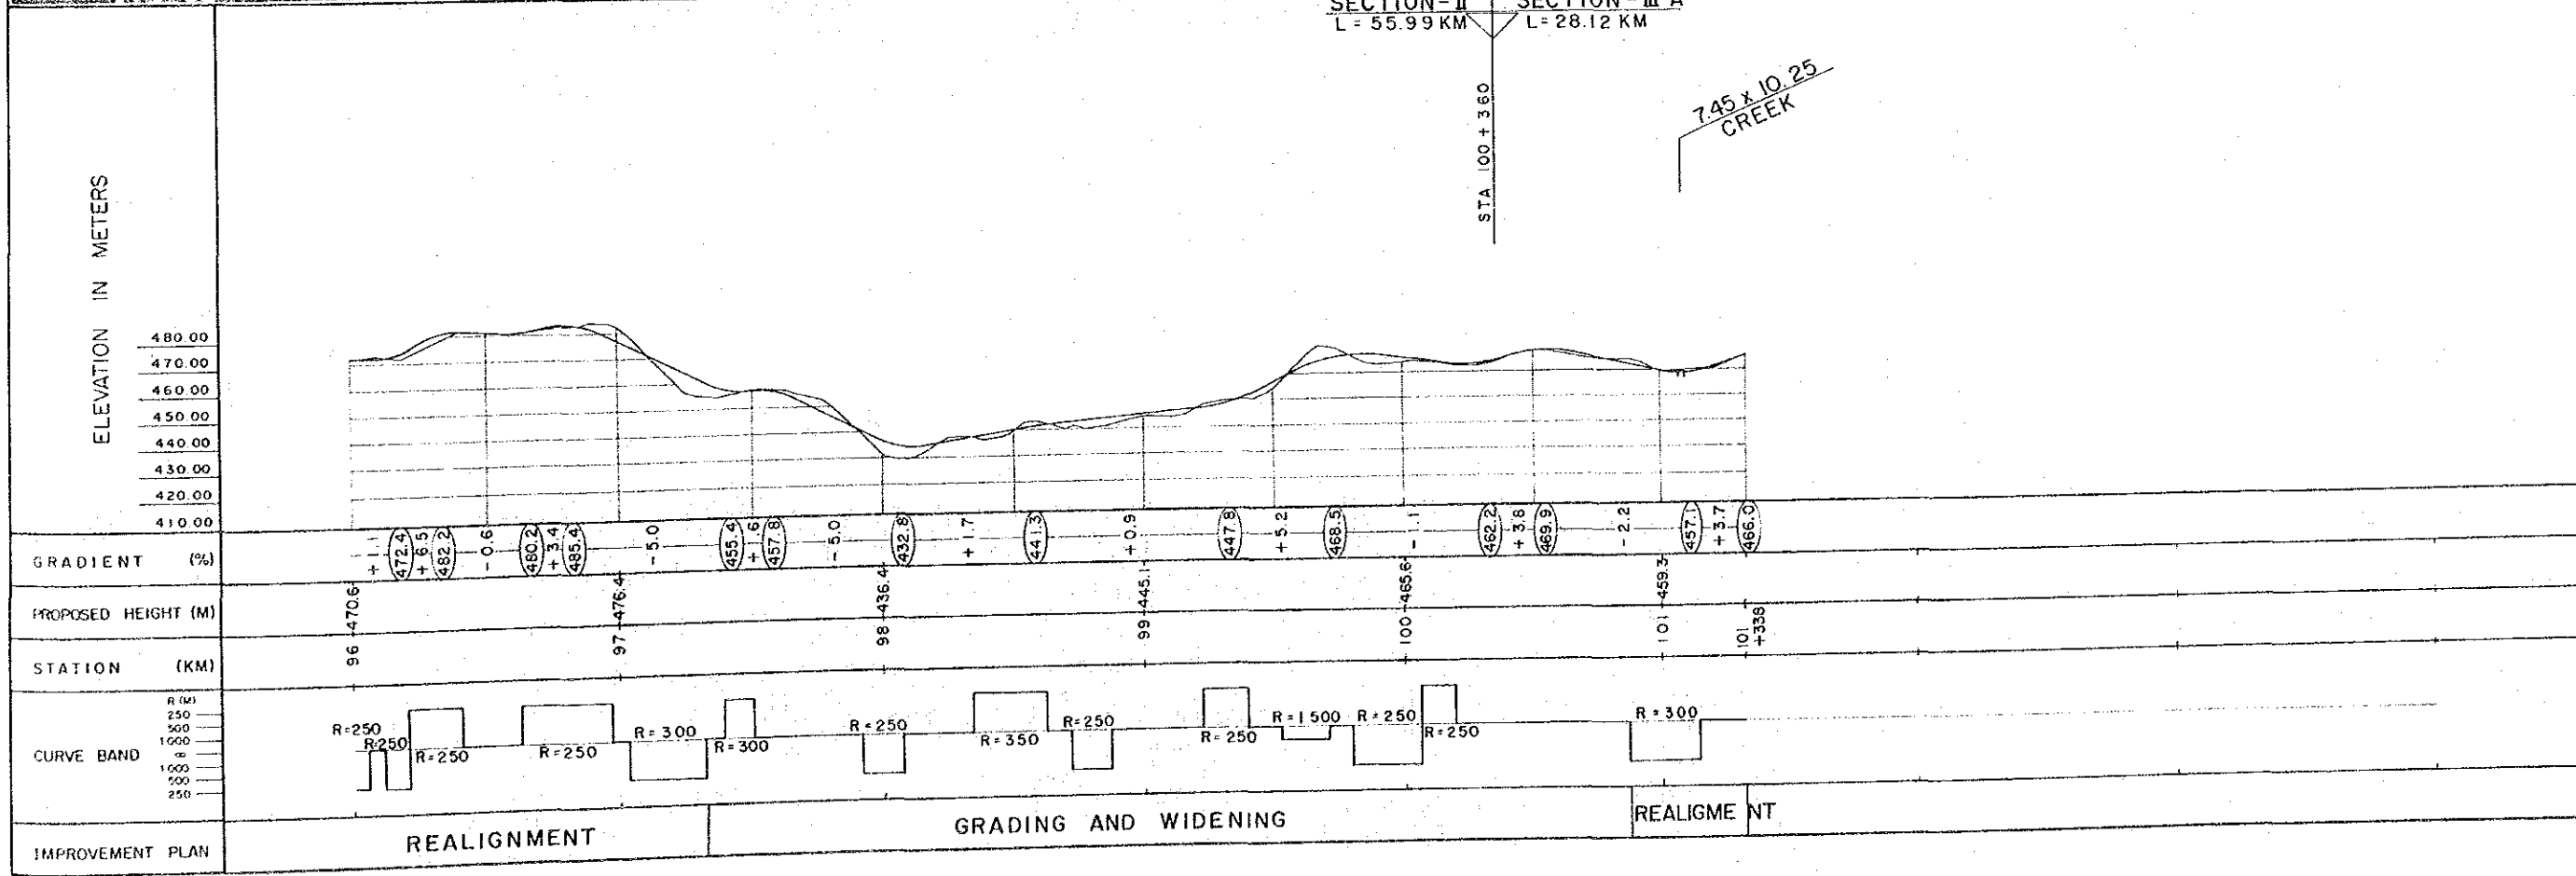 SECTION-II SECTION-III A
L= 55.99 KM L= 28.12 KM
STA 100+360
7.45 x 10.25
CREEK
ELEVATION IN METERS
480.00
470.00
460.00
450.00
440.00
430.00
420.00
410.00
GRADIENT (%)
+1.1 472.4 +6.5 482.2 -0.6 480.2 +3.4 485.4 -5.0 455.4 +1.6 457.8 -5.0 432.8 +1.7 441.3 +0.9 447.8 +5.2 468.5 -1.1 462.2 +3.8 469.9 -2.2 457.1 +3.7 466.0
PROPOSED HEIGHT (M)
470.6 476.4 436.4 445.1 465.6 459.3
STATION (KM)
96 97 98 99 100 101 101+338
CURVE BAND
R (M)
250
500
1000
∞
1000
500
250
R=250 R=250 R=250 R=250 R=300 R=300 R=250 R=350 R=250 R=250 R=1500 R=250 R=250 R=300
IMPROVEMENT PLAN
REALIGNMENT GRADING AND WIDENING REALIGMENT